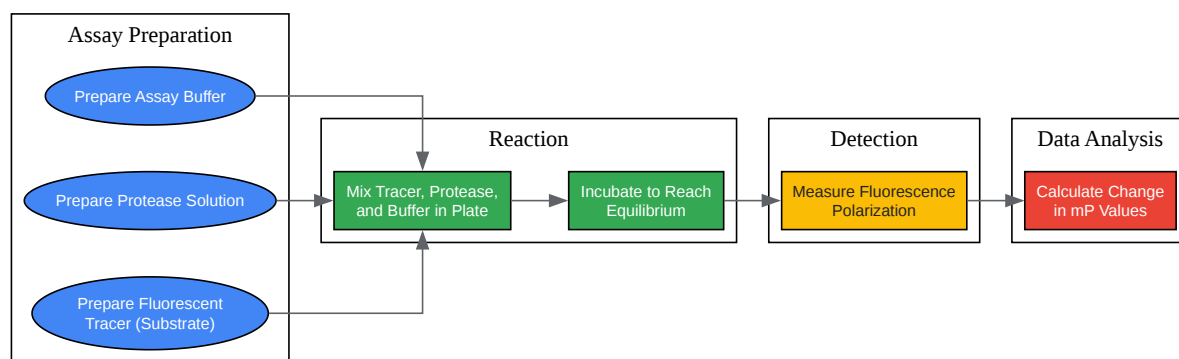 Assay Preparation
Prepare Assay Buffer
Prepare Protease Solution
Prepare Fluorescent
Tracer (Substrate)
Reaction
Mix Tracer, Protease,
and Buffer in Plate
Incubate to Reach
Equilibrium
Detection
Measure Fluorescence
Polarization
Data Analysis
Calculate Change
in mP Values